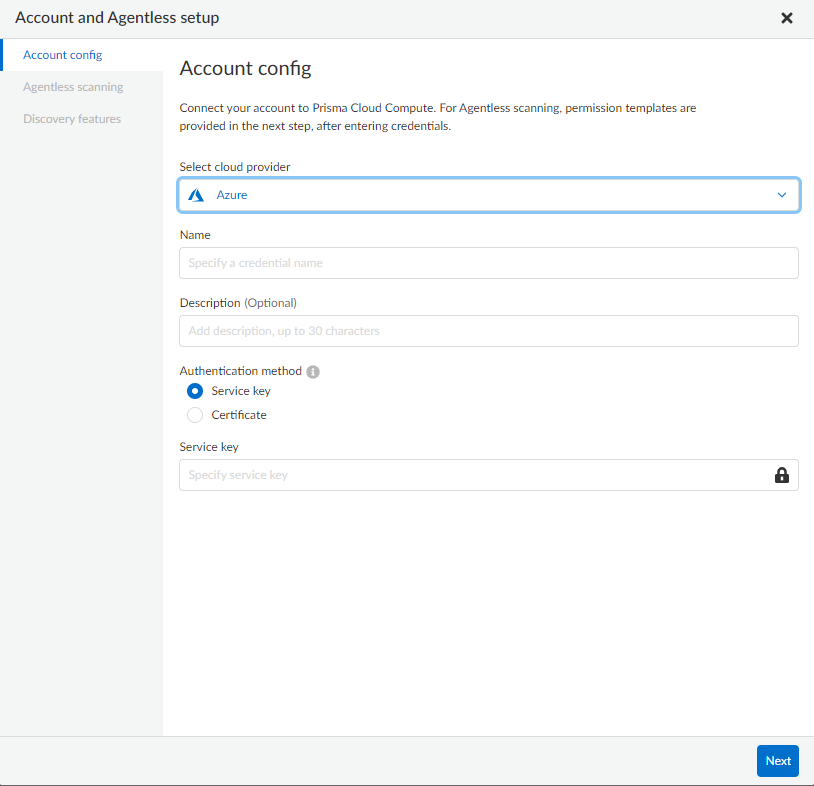 Account and Agentless setup
Account config
Agentless scanning
Discovery features
Account config
Connect your account to Prisma Cloud Compute. For Agentless scanning, permission templates are
provided in the next step, after entering credentials.
Select cloud provider
Azure
Name
Specify a credential name
Description (Optional)
Add description, up to 30 characters
Authentication method
Service key
Certificate
Service key
Specify service key
Next